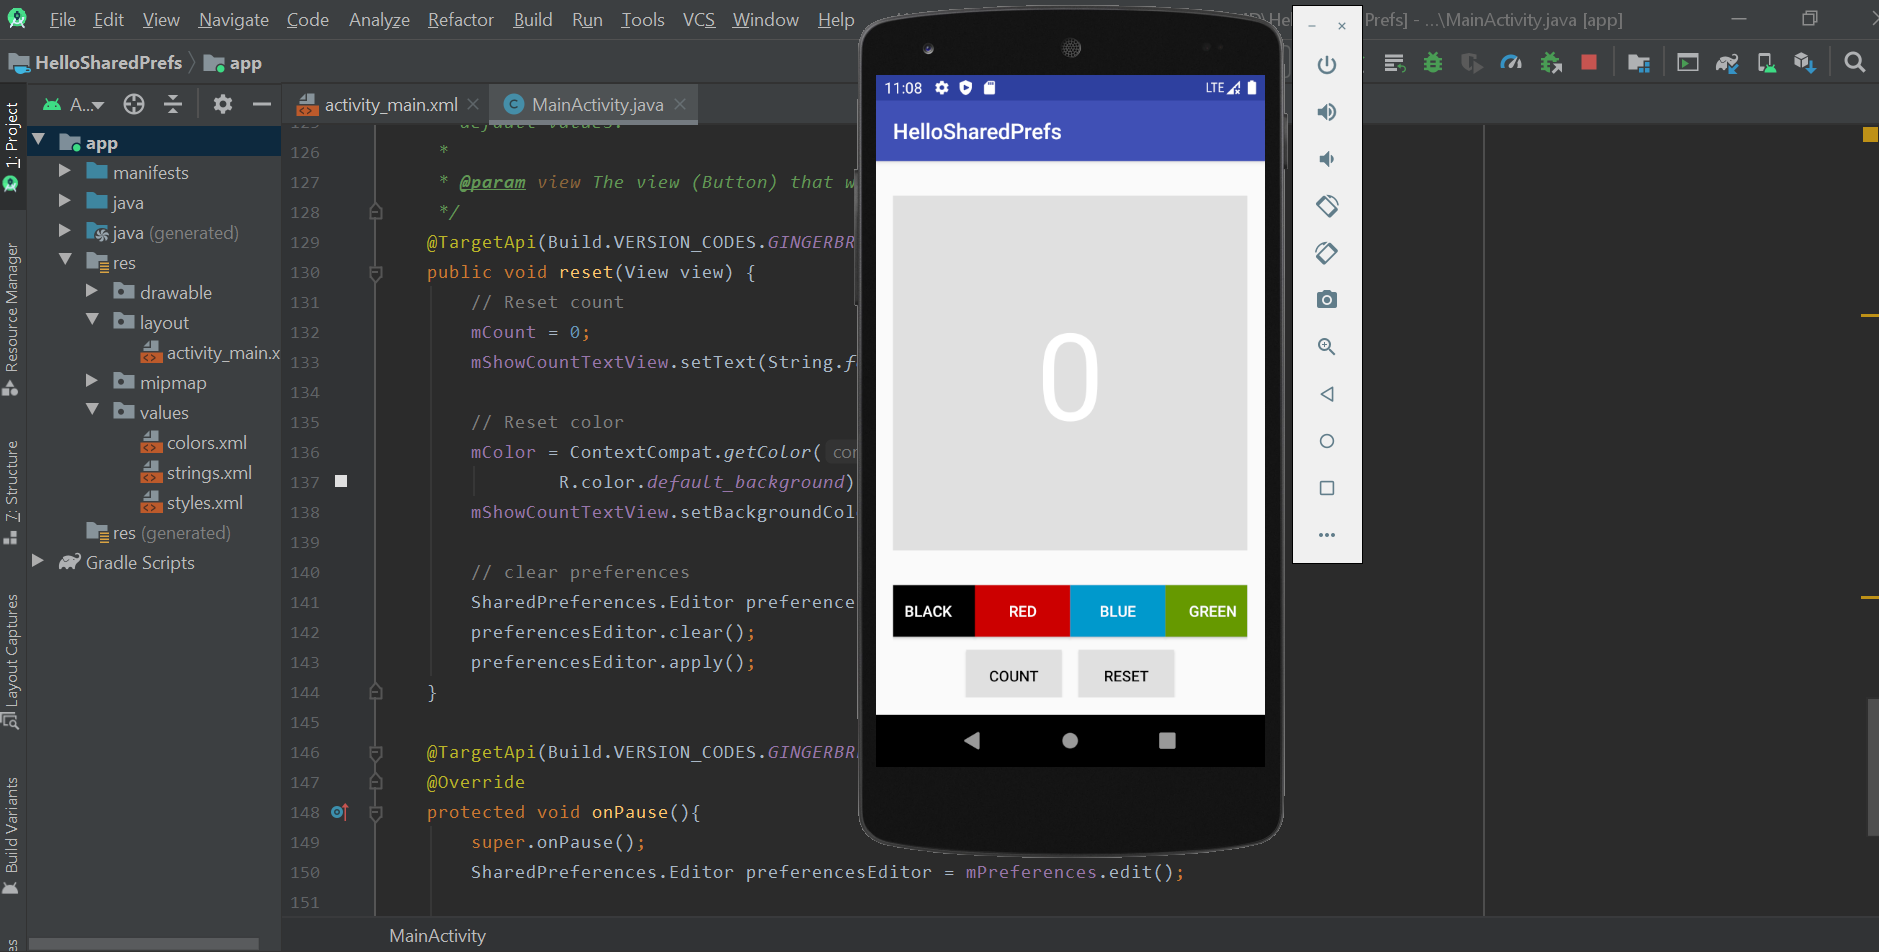 File Edit View Navigate Code Analyze Refactor Build Run Tools VCS Window Help
Prefs] - ...\MainActivity.java [app]
HelloSharedPrefs app
A...
activity_main.xml
MainActivity.java
1: Project
Resource Manager
7: Structure
Layout Captures
Build Variants
app
manifests
java
java (generated)
res
drawable
layout
activity_main.x
mipmap
values
colors.xml
strings.xml
styles.xml
res (generated)
Gradle Scripts
default values.
126 *
127 * @param view The view (Button) that w
128 */
129 @TargetApi(Build.VERSION_CODES.GINGERBR
130 public void reset(View view) {
131 // Reset count
132 mCount = 0;
133 mShowCountTextView.setText(String.f
134
135 // Reset color
136 mColor = ContextCompat.getColor( con
137 R.color.default_background)
138 mShowCountTextView.setBackgroundCol
139
140 // clear preferences
141 SharedPreferences.Editor preference
142 preferencesEditor.clear();
143 preferencesEditor.apply();
144 }
145
146 @TargetApi(Build.VERSION_CODES.GINGERBR
147 @Override
148 protected void onPause(){
149 super.onPause();
150 SharedPreferences.Editor preferencesEditor = mPreferences.edit();
151
MainActivity
11:08 LTE
HelloSharedPrefs
0
BLACK RED BLUE GREEN
COUNT RESET